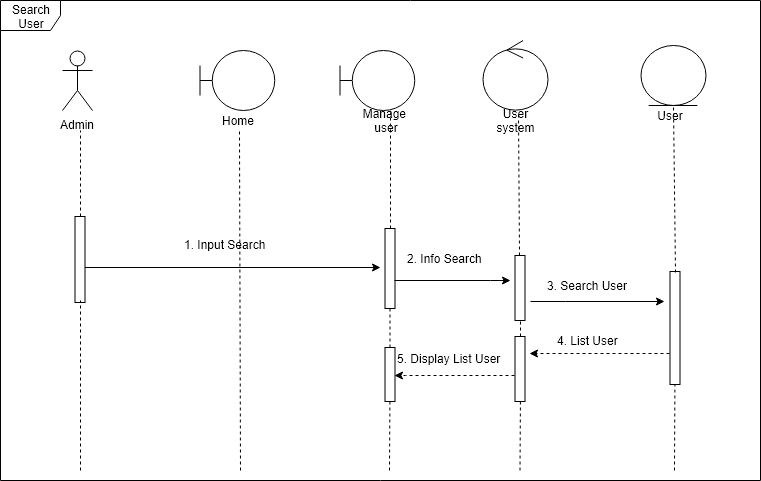 Search
User
Admin
Home
Manage
user
User
system
User
1. Input Search
2. Info Search
3. Search User
4. List User
5. Display List User